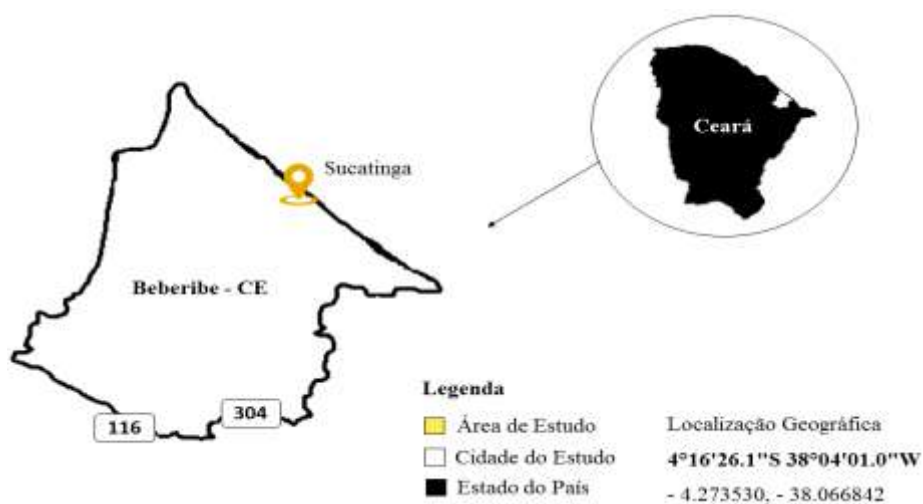 Ceará
Sucatinga
Beberibe - CE
116
304
Legenda
Área de Estudo
Cidade do Estudo
Estado do País
Localização Geográfica
4°16'26.1"S 38°04'01.0"W
- 4.273530, - 38.066842